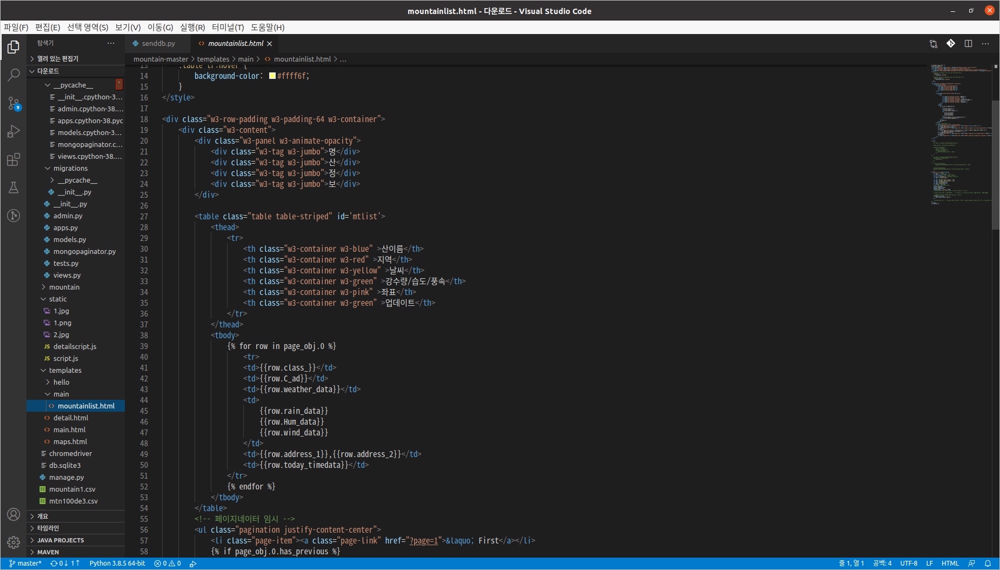 mountainlist.html - 다운로드 - Visual Studio Code
파일(F) 편집(E) 선택 영역(S) 보기(V) 이동(G) 실행(R) 터미널(T) 도움말(H)
탐색기 ···
senddb.py
mountainlist.html
열려 있는 편집기
mountain-master > templates > main > mountainlist.html > …
다운로드
__pycache__
__init__.cpython-3...
admin.cpython-38....
apps.cpython-38.pyc
models.cpython-3...
mongopaginator.c...
views.cpython-38....
migrations
__pycache__
__init__.py
__init__.py
admin.py
apps.py
models.py
mongopaginator.py
tests.py
views.py
mountain
static
1.jpg
1.png
2.jpg
JS detailscript.js
JS script.js
templates
hello
main
mountainlist.html
detail.html
main.html
maps.html
chromedriver
db.sqlite3
manage.py
mountain1.csv
mtn100de3.csv
개요
타임라인
JAVA PROJECTS
MAVEN
9
13 .table tr:hover {
14 background-color: #ffff6f;
15 }
16 </style>
17
18 <div class="w3-row-padding w3-padding-64 w3-container">
19 <div class="w3-content">
20 <div class="w3-panel w3-animate-opacity">
21 <div class="w3-tag w3-jumbo">명</div>
22 <div class="w3-tag w3-jumbo">산</div>
23 <div class="w3-tag w3-jumbo">정</div>
24 <div class="w3-tag w3-jumbo">보</div>
25 </div>
26
27 <table class="table table-striped" id='mtlist'>
28 <thead>
29 <tr>
30 <th class="w3-container w3-blue" >산이름</th>
31 <th class="w3-container w3-red" >지역</th>
32 <th class="w3-container w3-yellow" >날씨</th>
33 <th class="w3-container w3-green" >강수량/습도/풍속</th>
34 <th class="w3-container w3-pink" >좌표</th>
35 <th class="w3-container w3-green" >업데이트</th>
36 </tr>
37 </thead>
38 <tbody>
39 {% for row in page_obj.0 %}
40 <tr>
41 <td>{{row.class_}}</td>
42 <td>{{row.C_ad}}</td>
43 <td>{{row.weather_data}}</td>
44 <td>
45 {{row.rain_data}}
46 {{row.Hum_data}}
47 {{row.wind_data}}
48 </td>
49 <td>{{row.address_1}},{{row.address_2}}</td>
50 <td>{{row.today_timedata}}</td>
51 </tr>
52 {% endfor %}
53 </tbody>
54 </table>
55 <!-- 페이지네이터 임시 -->
56 <ul class="pagination justify-content-center">
57 <li class="page-item"><a class="page-link" href="?page=1">&laquo; First</a></li>
58 {% if page_obj.0.has_previous %}
master* 0↓ 1↑ Python 3.8.5 64-bit 0 0 줄 1, 열 1 공백: 4 UTF-8 LF HTML